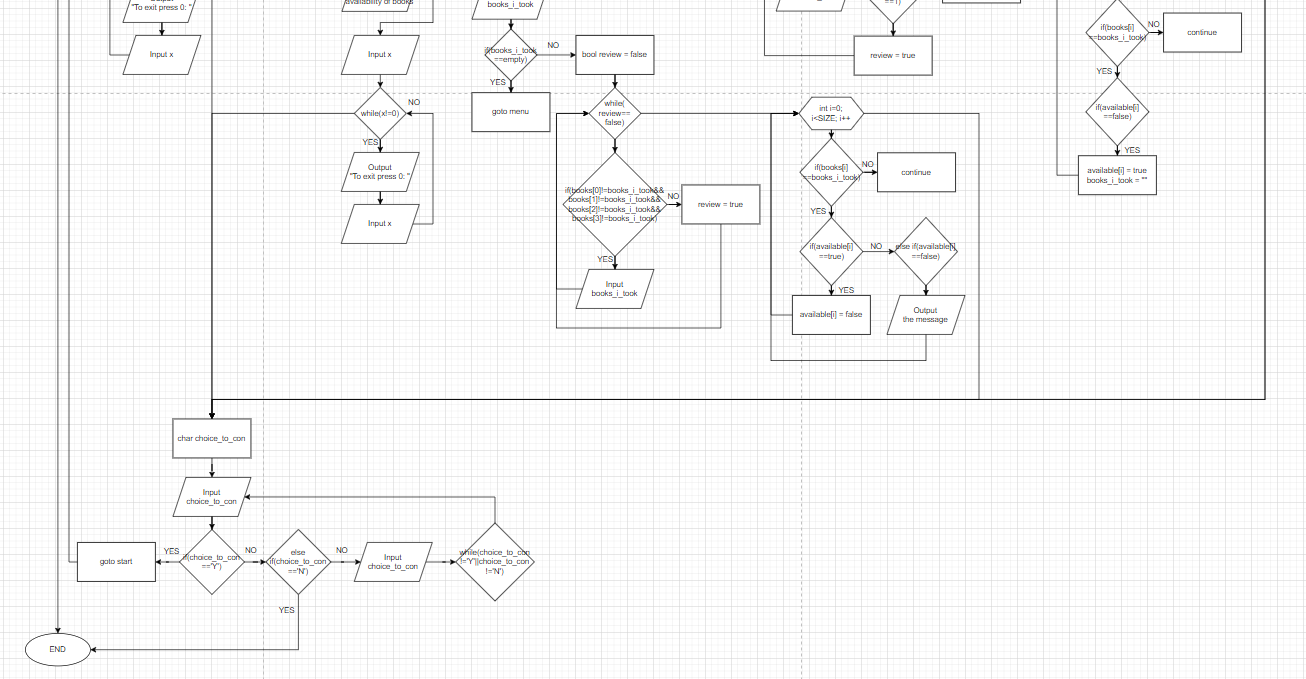 "To exit press 0: "
Input x
availability of books
Input x
while(x!=0)
NO
YES
Output
"To exit press 0: "
Input x
books_i_took
if(books_i_took
==empty)
NO
YES
goto menu
bool review = false
while(
review==
false)
if(books[0]!=books_i_took&&
books[1]!=books_i_took&&
books[2]!=books_i_took&&
books[3]!=books_i_took)
NO
review = true
YES
Input
books_i_took
review = true
int i=0;
i<SIZE; i++
if(books[i]
==books_i_took)
NO
continue
YES
if(available[i]
==true)
NO
else if(available[i]
==false)
YES
available[i] = false
Output
the message
if(books[i]
==books_i_took)
NO
continue
YES
if(available[i]
==false)
YES
available[i] = true
books_i_took = ""
char choice_to_con
Input
choice_to_con
if(choice_to_con
=='Y')
YES
goto start
NO
else
if(choice_to_con
=='N')
NO
Input
choice_to_con
while(choice_to_con
!='Y'||choice_to_con
!='N')
YES
END